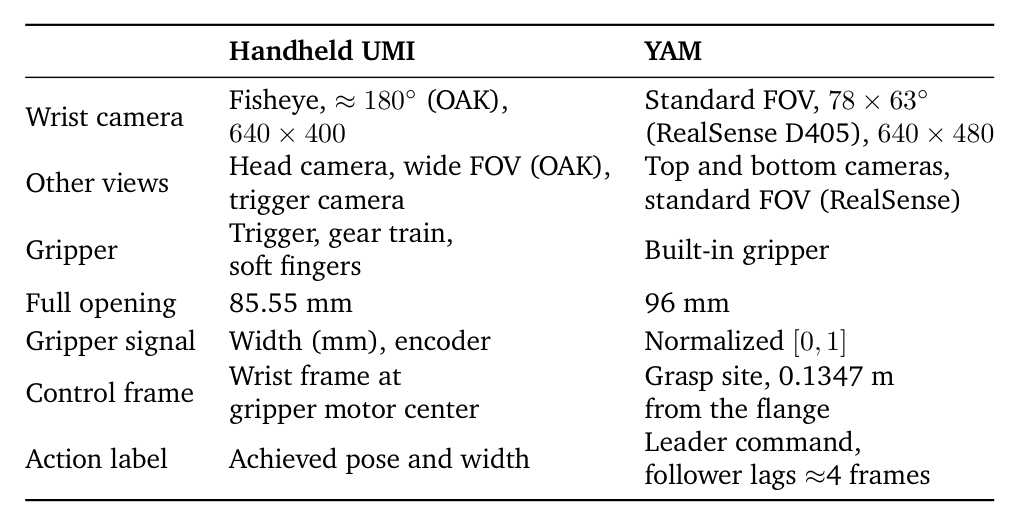 Handheld UMI YAM
Wrist camera Fisheye, ≈ 180° (OAK), Standard FOV, 78 × 63°
640 × 400 (RealSense D405), 640 × 480
Other views Head camera, wide FOV (OAK), Top and bottom cameras,
trigger camera standard FOV (RealSense)
Gripper Trigger, gear train, Built-in gripper
soft fingers
Full opening 85.55 mm 96 mm
Gripper signal Width (mm), encoder Normalized [0, 1]
Control frame Wrist frame at Grasp site, 0.1347 m
gripper motor center from the flange
Action label Achieved pose and width Leader command,
follower lags ≈4 frames